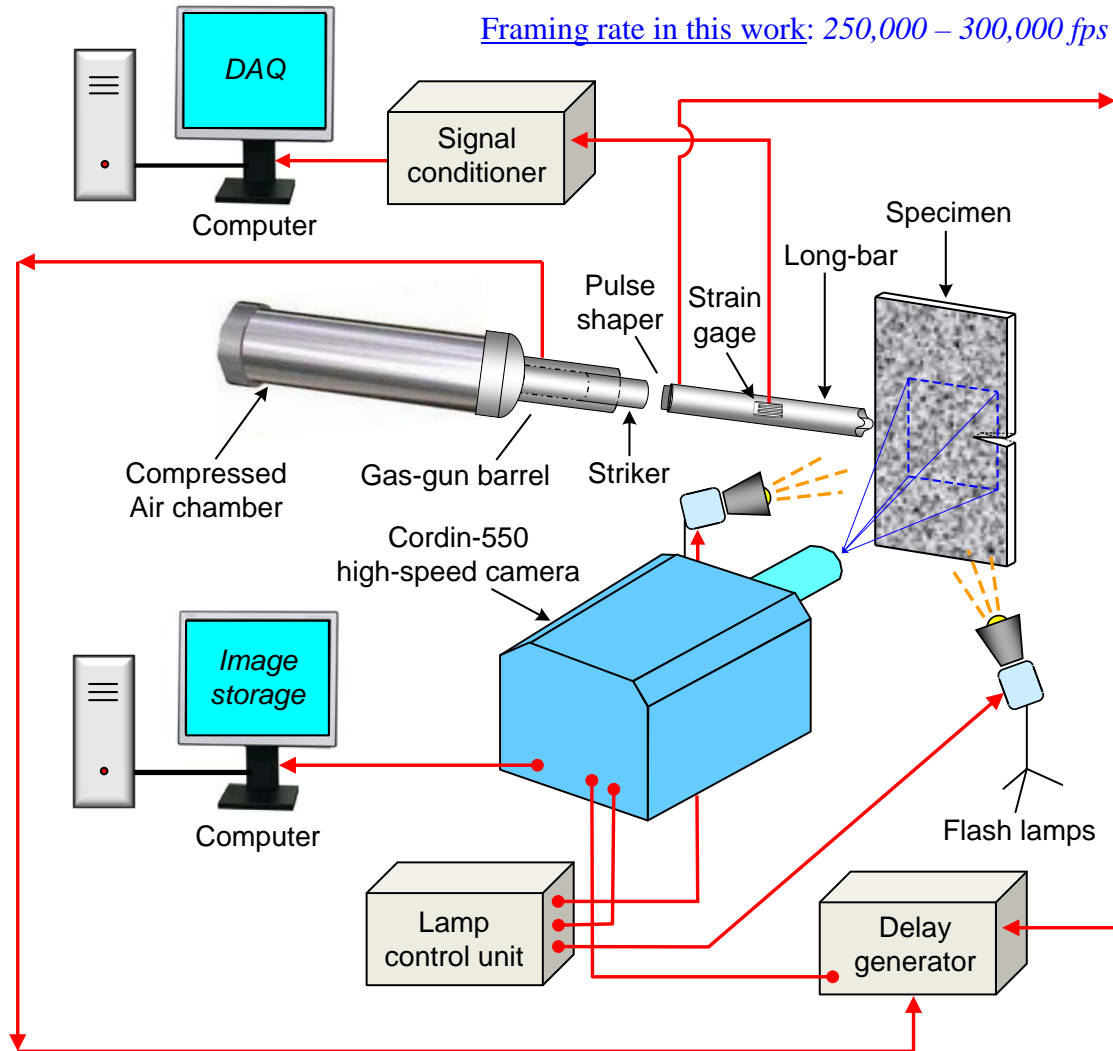 Framing rate in this work: 250,000 – 300,000 fps
DAQ
Signal
conditioner
Computer
Specimen
Long-bar
Pulse
shaper
Strain
gage
Compressed
Air chamber
Gas-gun barrel
Striker
Cordin-550
high-speed camera
Image
storage
Computer
Flash lamps
Lamp
control unit
Delay
generator